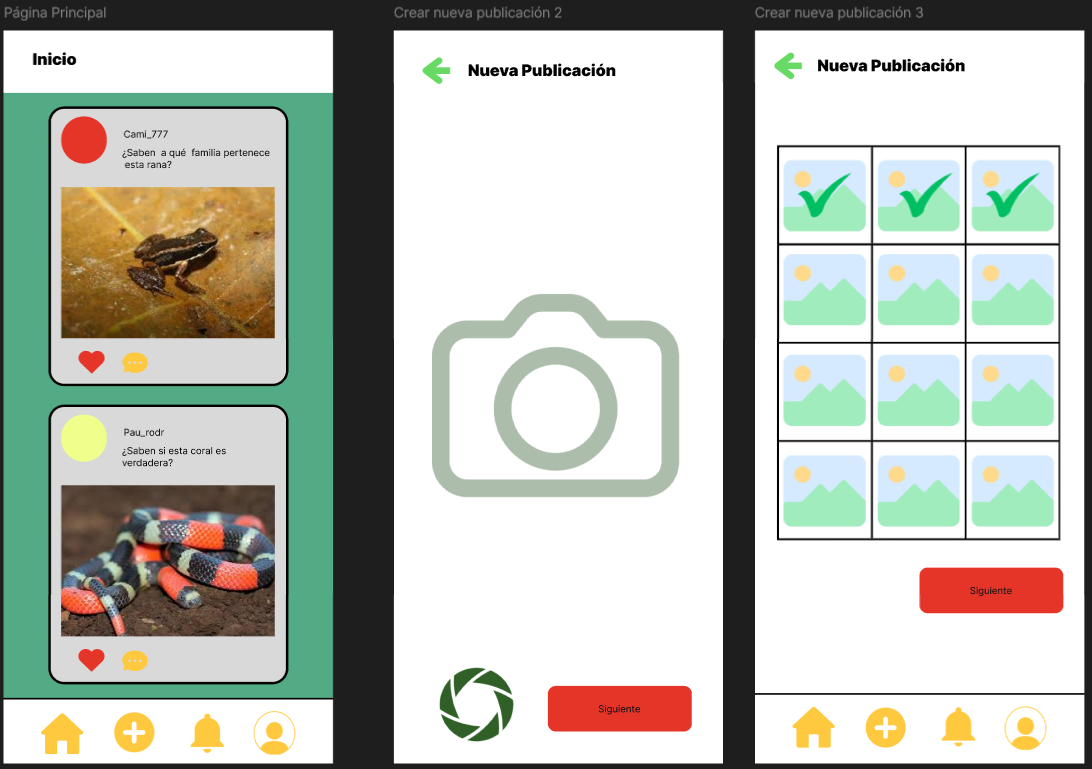 Página Principal
Inicio
Cami_777
¿Saben a qué familia pertenece
esta rana?
Pau_rodr
¿Saben si esta coral es
verdadera?
Crear nueva publicación 2
Nueva Publicación
Siguiente
Crear nueva publicación 3
Nueva Publicación
Siguiente